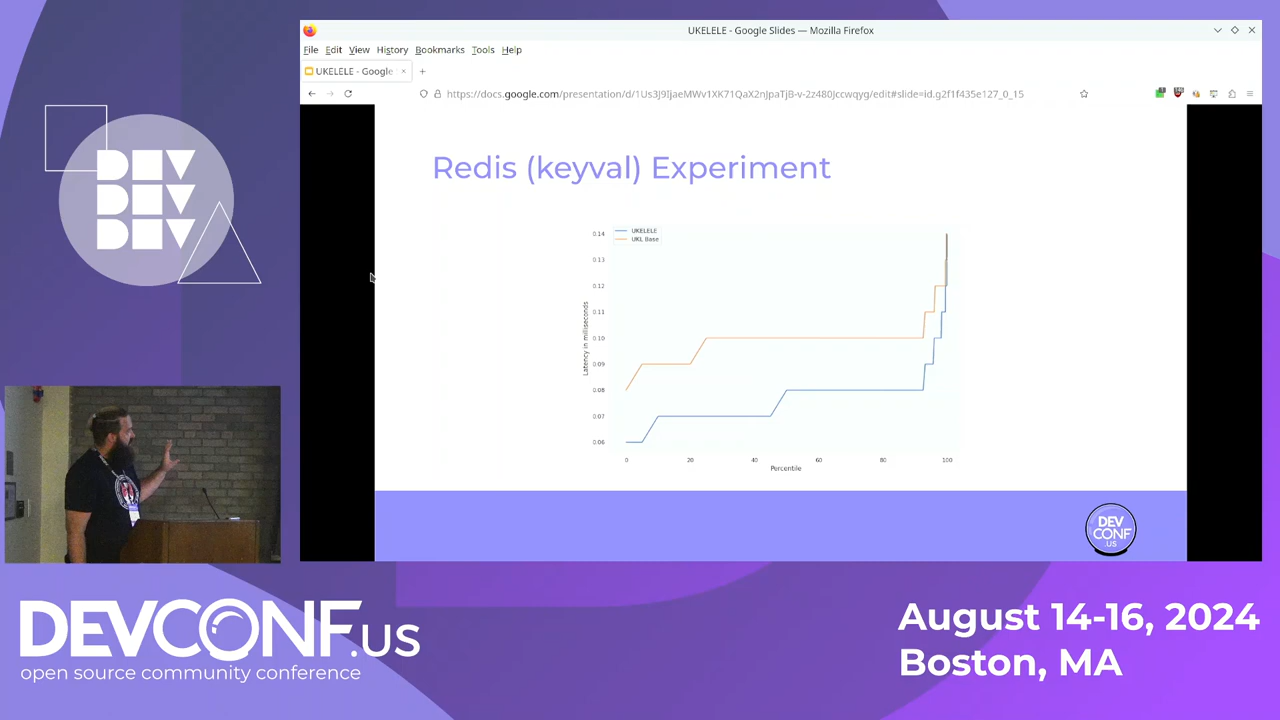 UKELELE - Google Slides — Mozilla Firefox
File Edit View History Bookmarks Tools Help
UKELELE - Google
https://docs.google.com/presentation/d/1Us3J9IJaeMWv1XK71QaX2nJpaTjB-v-2z480Jccwqyg/edit#slide=id.g2f1f435e127_0_15
DEV
DEV
DEV
Redis (keyval) Experiment
UKELELE
UKL Base
0.14
0.13
0.12
0.11
0.10
0.09
0.08
0.07
0.06
Latency in milliseconds
0 20 40 60 80 100
Percentile
DEV
CONF
.US
DEVCONF.US
open source community conference
August 14-16, 2024
Boston, MA